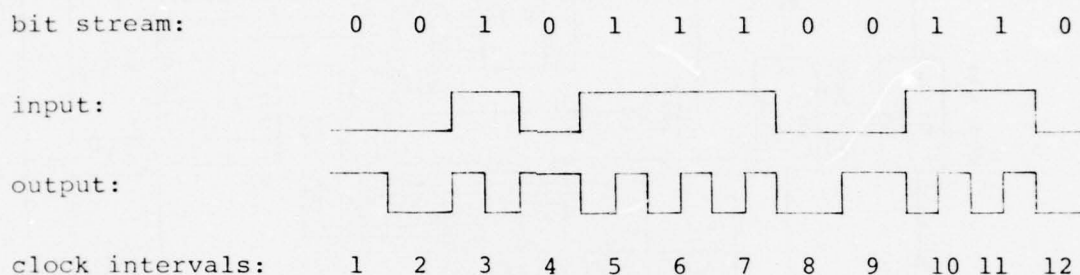 bit stream: 0 0 1 0 1 1 1 0 0 1 1 0
input:
output:
clock intervals: 1 2 3 4 5 6 7 8 9 10 11 12